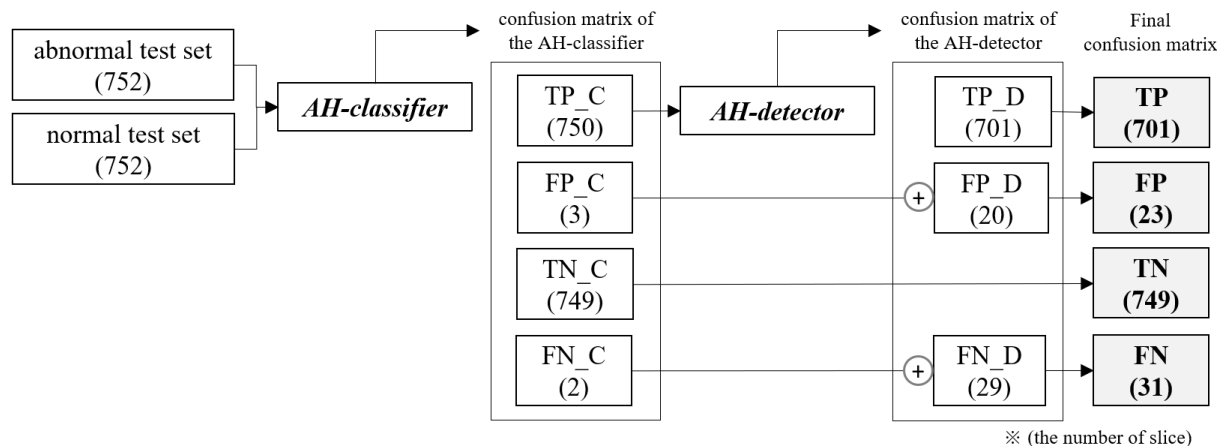 abnormal test set
(752)
normal test set
(752)
AH-classifier
confusion matrix of
the AH-classifier
TP_C
(750)
FP_C
(3)
TN_C
(749)
FN_C
(2)
AH-detector
confusion matrix of
the AH-detector
TP_D
(701)
+
FP_D
(20)
+
FN_D
(29)
Final
confusion matrix
TP
(701)
FP
(23)
TN
(749)
FN
(31)
※ (the number of slice)